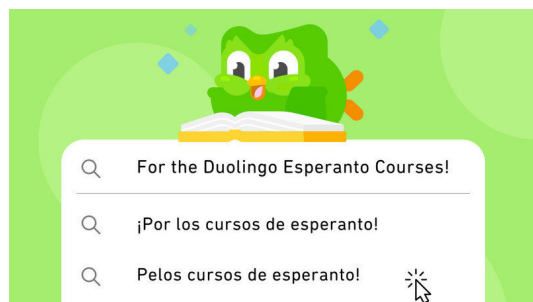 For the Duolingo Esperanto Courses!
¡Por los cursos de esperanto!
Pelos cursos de esperanto!